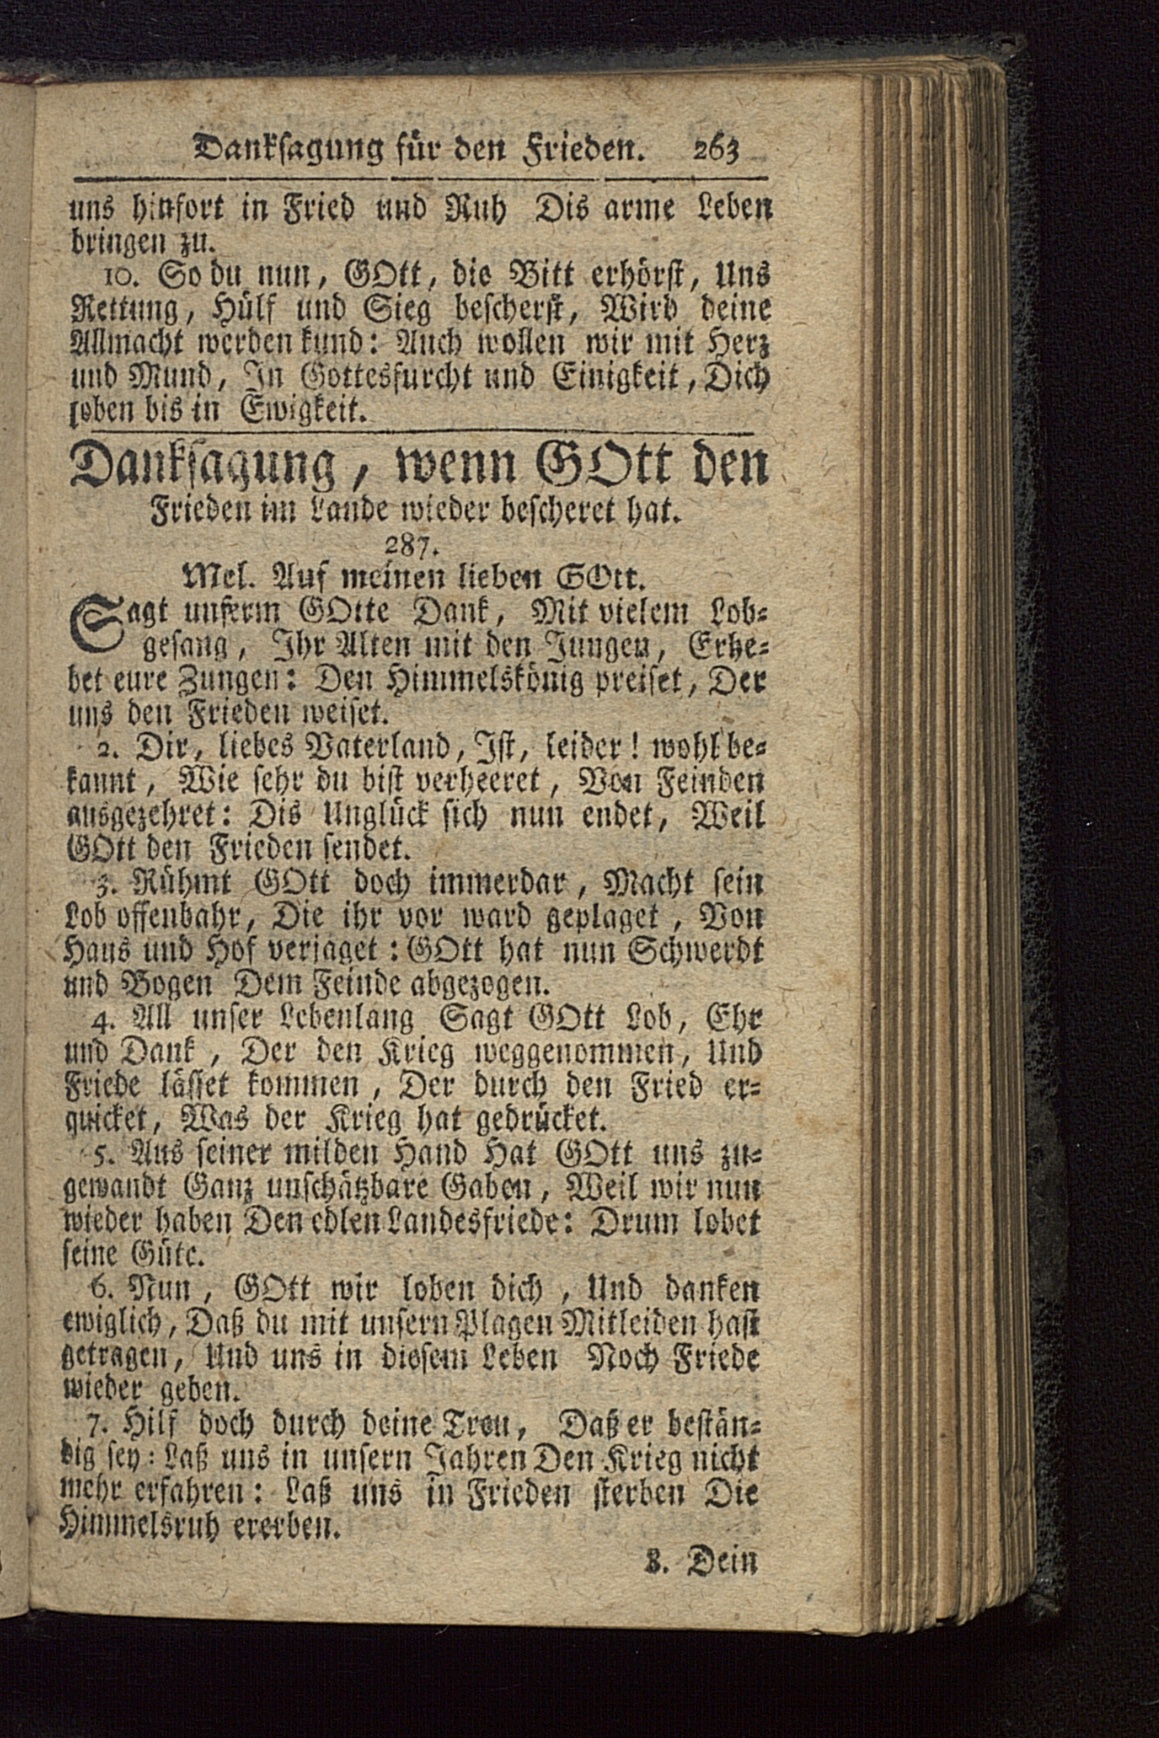 Danksagung für den Frieden. 263
uns hinfort in Fried und Ruh Dis arme Leben
bringen zu.
10. So du nun, GOtt, die Bitt erhörst, Uns
Rettung, Hülf und Sieg bescherst, Wird deine
Allmacht werden kund: Auch wollen wir mit Herz
und Mund, In Gottesfurcht und Einigkeit, Dich
loben bis in Ewigkeit.
Danksagung, wenn GOtt den
Frieden im Lande wieder bescheret hat.
287.
Mel. Auf meinen lieben GOtt.
Sagt unserm GOtte Dank, Mit vielem Lob-
gesang, Ihr Alten mit den Jungen, Erhe-
bet eure Zungen: Den Himmelskönig preiset, Der
uns den Frieden weiset.
2. Dir, liebes Vaterland, Ist, leider! wohl be-
kannt, Wie sehr du bist verheeret, Von Feinden
ausgezehret: Dis Unglück sich nun endet, Weil
GOtt den Frieden sendet.
3. Rühmt GOtt doch immerdar, Macht sein
Lob offenbahr, Die ihr vor ward geplaget, Von
Haus und Hof verjaget: GOtt hat nun Schwerdt
und Bogen Dem Feinde abgezogen.
4. All unser Lebenlang Sagt GOtt Lob, Ehr
und Dank, Der den Krieg weggenommen, Und
Friede lässet kommen, Der durch den Fried er-
quicket, Was der Krieg hat gedrücket.
5. Aus seiner milden Hand Hat GOtt uns zu-
gewandt Ganz unschätzbare Gaben, Weil wir nun
wieder haben Den edlen Landesfriede: Drum lobet
seine Güte.
6. Nun, GOtt wir loben dich, Und danken
ewiglich, Daß du mit unsern Plagen Mitleiden hast
getragen, Und uns in diesem Leben Noch Friede
wieder geben.
7. Hilf doch durch deine Treu, Daß er bestän-
dig sey: Laß uns in unsern Jahren Den Krieg nicht
mehr erfahren: Laß uns in Frieden sterben Die
Himmelsruh ererben.
8. Dein